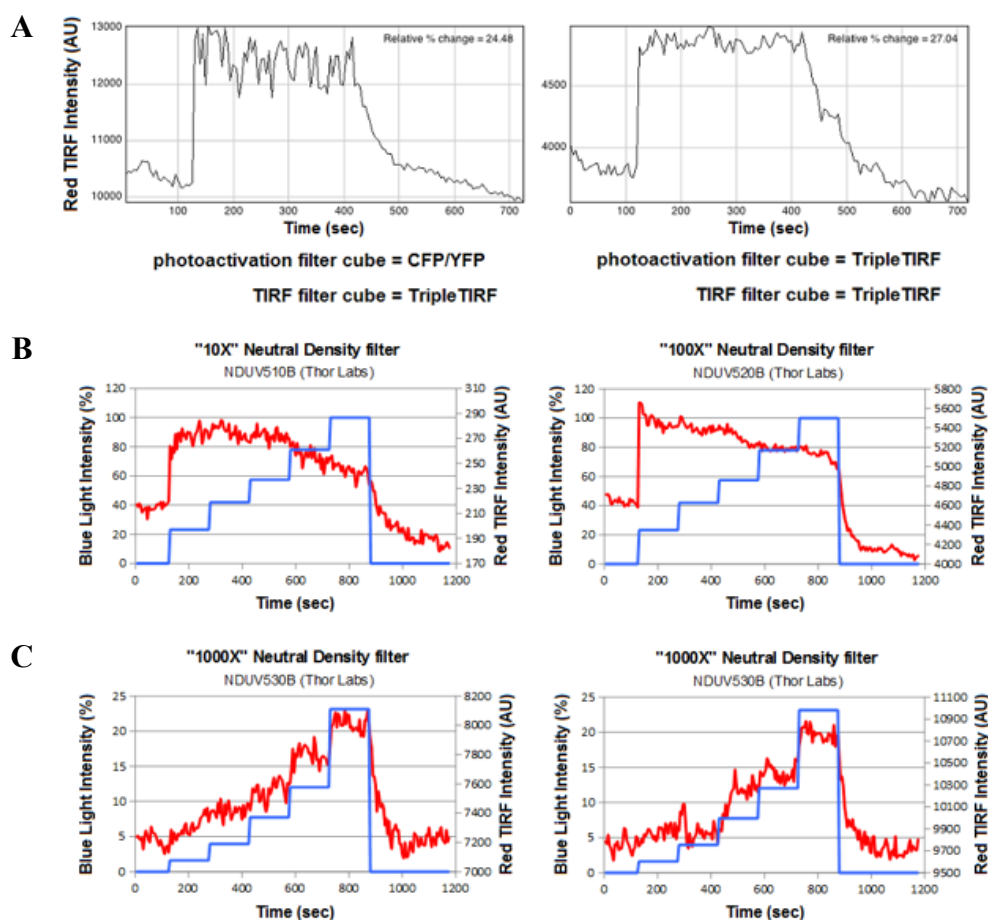 A
Red TIRF Intensity (AU)
13000
12000
11000
10000
Relative % change = 24.48
100 200 300 400 500 600 700
Time (sec)
photoactivation filter cube = CFP/YFP
TIRF filter cube = TripleTIRF
4500
4000
Relative % change = 27.04
0 100 200 300 400 500 600 700
Time (sec)
photoactivation filter cube = TripleTIRF
TIRF filter cube = TripleTIRF
B
"10X" Neutral Density filter
NDUV510B (Thor Labs)
Blue Light Intensity (%)
120
100
80
60
40
20
0
310
290
270
250
230
210
190
170
Red TIRF Intensity (AU)
0 200 400 600 800 1000 1200
Time (sec)
"100X" Neutral Density filter
NDUV520B (Thor Labs)
Blue Light Intensity (%)
120
100
80
60
40
20
0
5800
5600
5400
5200
5000
4800
4600
4400
4200
4000
Red TIRF Intensity (AU)
0 200 400 600 800 1000 1200
Time (sec)
C
"1000X" Neutral Density filter
NDUV530B (Thor Labs)
Blue Light Intensity (%)
25
20
15
10
5
0
8200
8000
7800
7600
7400
7200
7000
Red TIRF Intensity (AU)
0 200 400 600 800 1000 1200
Time (sec)
"1000X" Neutral Density filter
NDUV530B (Thor Labs)
Blue Light Intensity (%)
25
20
15
10
5
0
11100
10900
10700
10500
10300
10100
9900
9700
9500
Red TIRF Intensity (AU)
0 200 400 600 800 1000 1200
Time (sec)